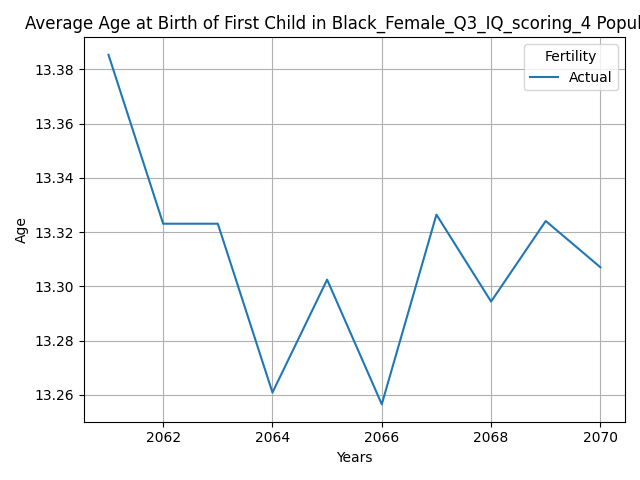 Average Age at Birth of First Child in Black_Female_Q3_IQ_scoring_4 Popul
Fertility
Actual
13.38
13.36
13.34
13.32
13.30
13.28
13.26
Age
2062
2064
2066
2068
2070
Years